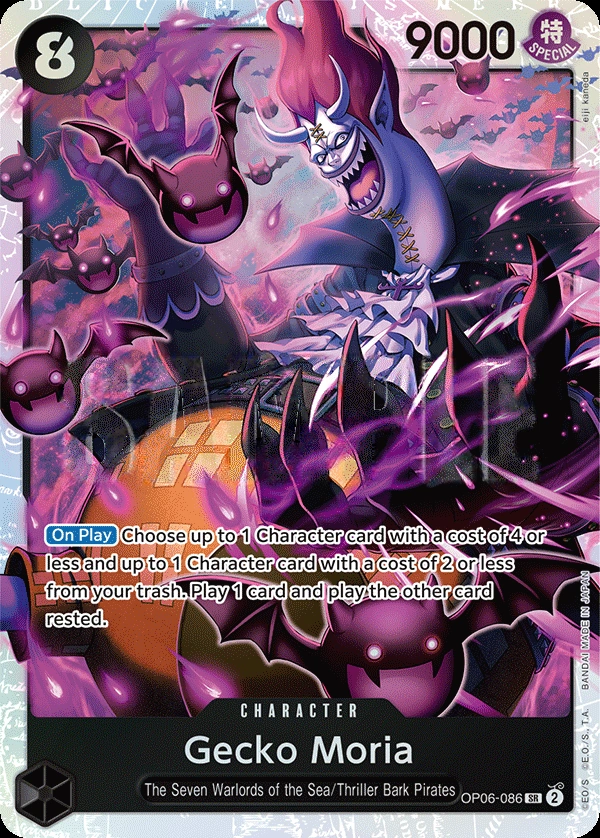 8
9000
特
SPECIAL
eiji kaneda
SAMPLE
On Play Choose up to 1 Character card with a cost of 4 or
less and up to 1 Character card with a cost of 2 or less
from your trash. Play 1 card and play the other card
rested.
BANDAI MADE IN JAPAN
©E.O./S., T.A.
©EO/S
CHARACTER
Gecko Moria
The Seven Warlords of the Sea/Thriller Bark Pirates
OP06-086 SR 2